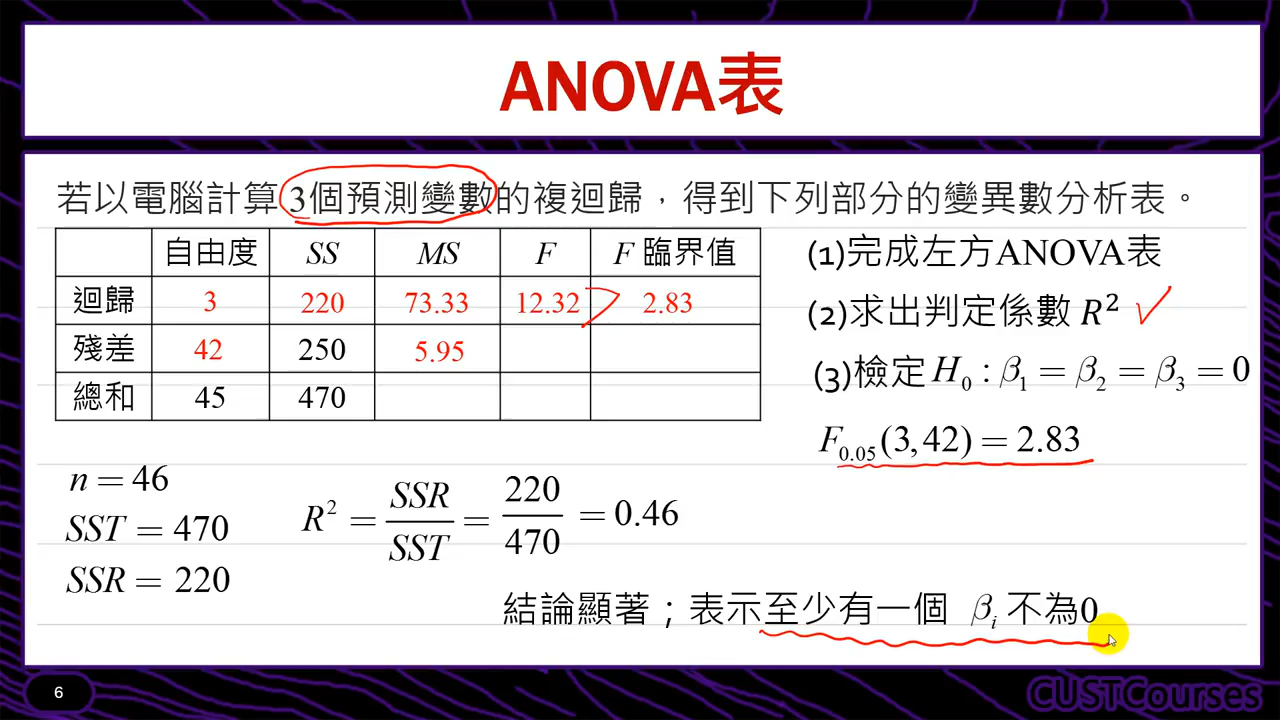 ANOVA表
若以電腦計算3個預測變數的複迴歸，得到下列部分的變異數分析表。
自由度 SS MS F F 臨界值
迴歸 3 220 73.33 12.32 2.83
殘差 42 250 5.95
總和 45 470
(1)完成左方ANOVA表
(2)求出判定係數 R²
(3)檢定 H₀ : β₁ = β₂ = β₃ = 0
F₀.₀₅(3,42) = 2.83
n = 46
SST = 470
SSR = 220
R² = SSR/SST = 220/470 = 0.46
結論顯著；表示至少有一個 βᵢ 不為0
6
CUSTCourses